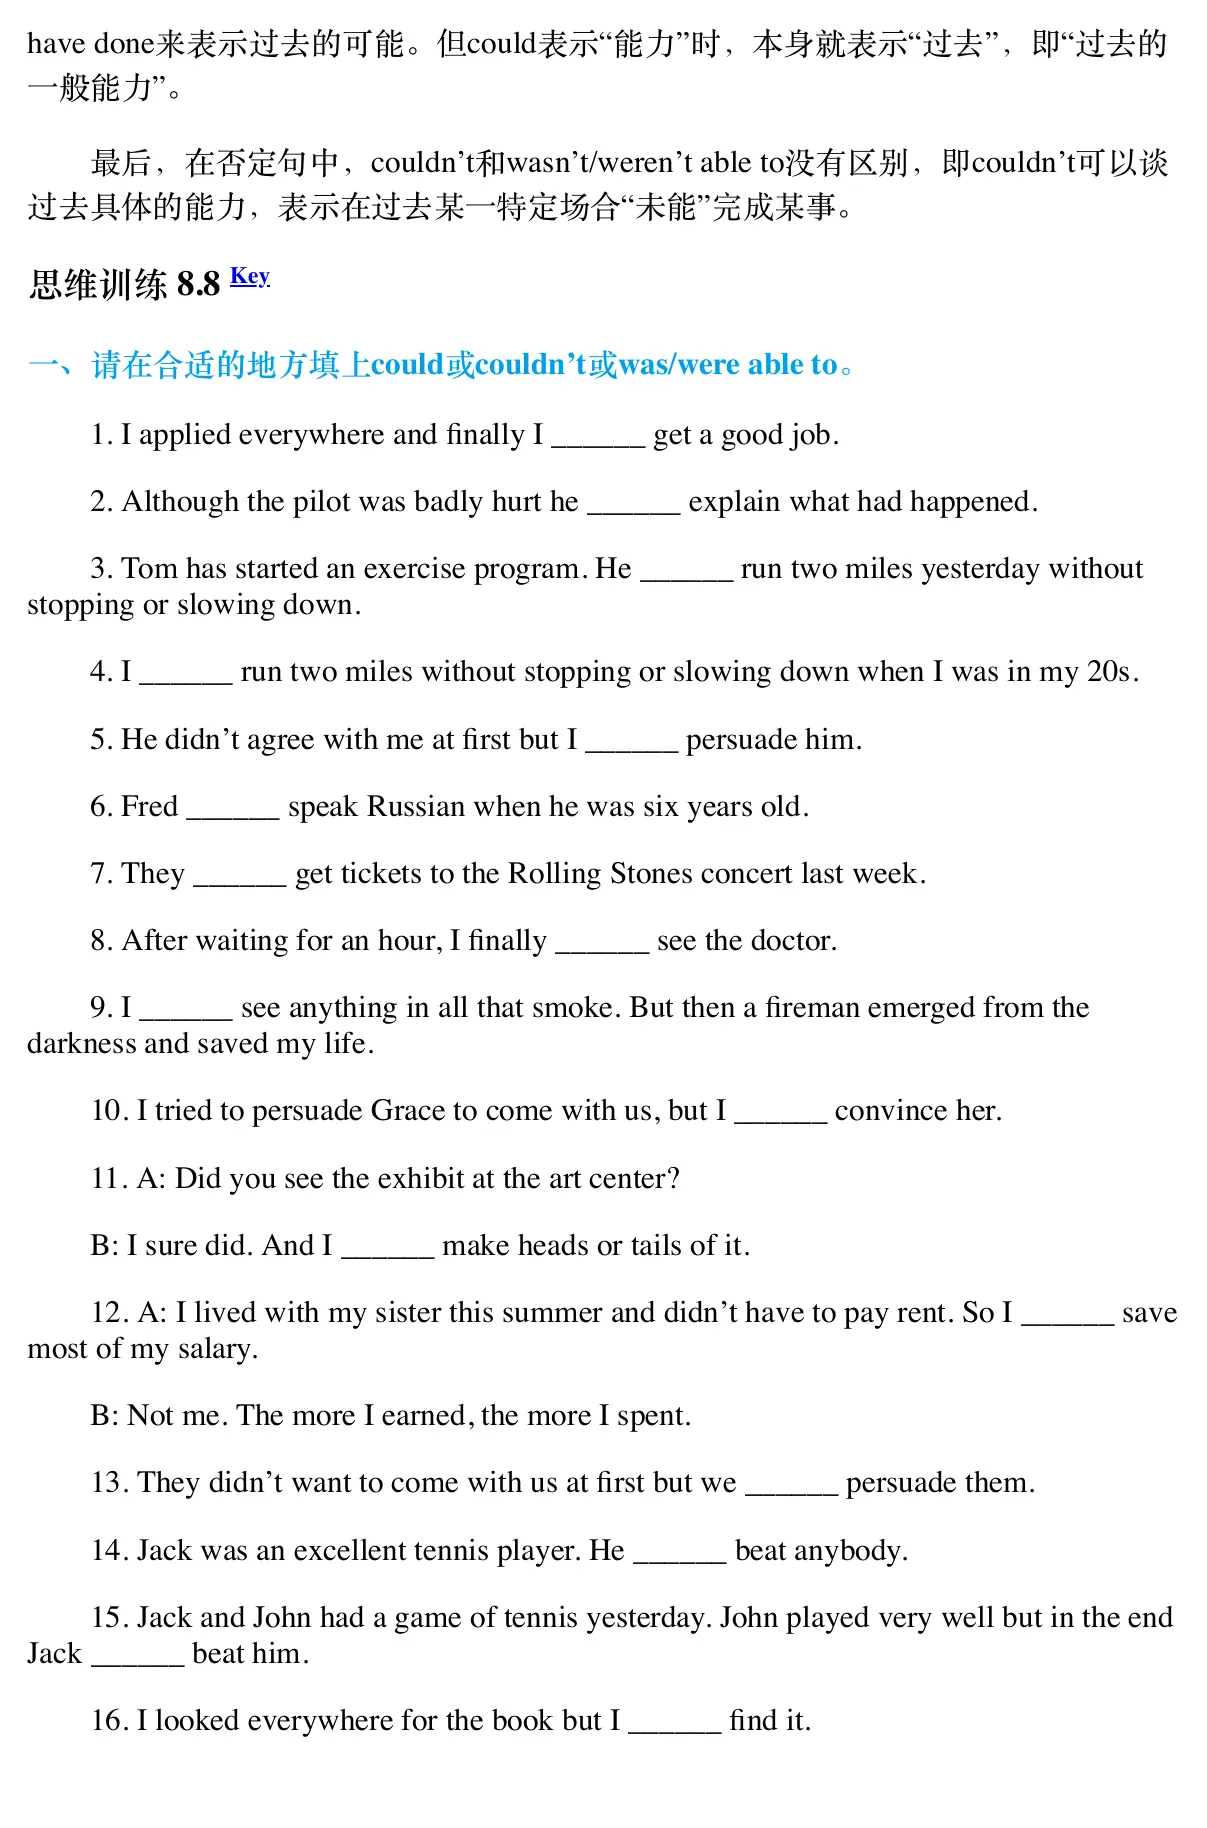 have done来表示过去的可能。但could表示“能力”时，本身就表示“过去”，即“过去的
一般能力”。
最后，在否定句中，couldn’t和wasn’t/weren’t able to没有区别，即couldn’t可以谈
过去具体的能力，表示在过去某一特定场合“未能”完成某事。
思维训练 8.8 Key
一、请在合适的地方填上could或couldn’t或was/were able to。
1. I applied everywhere and finally I ______ get a good job.
2. Although the pilot was badly hurt he ______ explain what had happened.
3. Tom has started an exercise program. He ______ run two miles yesterday without
stopping or slowing down.
4. I ______ run two miles without stopping or slowing down when I was in my 20s.
5. He didn’t agree with me at first but I ______ persuade him.
6. Fred ______ speak Russian when he was six years old.
7. They ______ get tickets to the Rolling Stones concert last week.
8. After waiting for an hour, I finally ______ see the doctor.
9. I ______ see anything in all that smoke. But then a fireman emerged from the
darkness and saved my life.
10. I tried to persuade Grace to come with us, but I ______ convince her.
11. A: Did you see the exhibit at the art center?
B: I sure did. And I ______ make heads or tails of it.
12. A: I lived with my sister this summer and didn’t have to pay rent. So I ______ save
most of my salary.
B: Not me. The more I earned, the more I spent.
13. They didn’t want to come with us at first but we ______ persuade them.
14. Jack was an excellent tennis player. He ______ beat anybody.
15. Jack and John had a game of tennis yesterday. John played very well but in the end
Jack ______ beat him.
16. I looked everywhere for the book but I ______ find it.